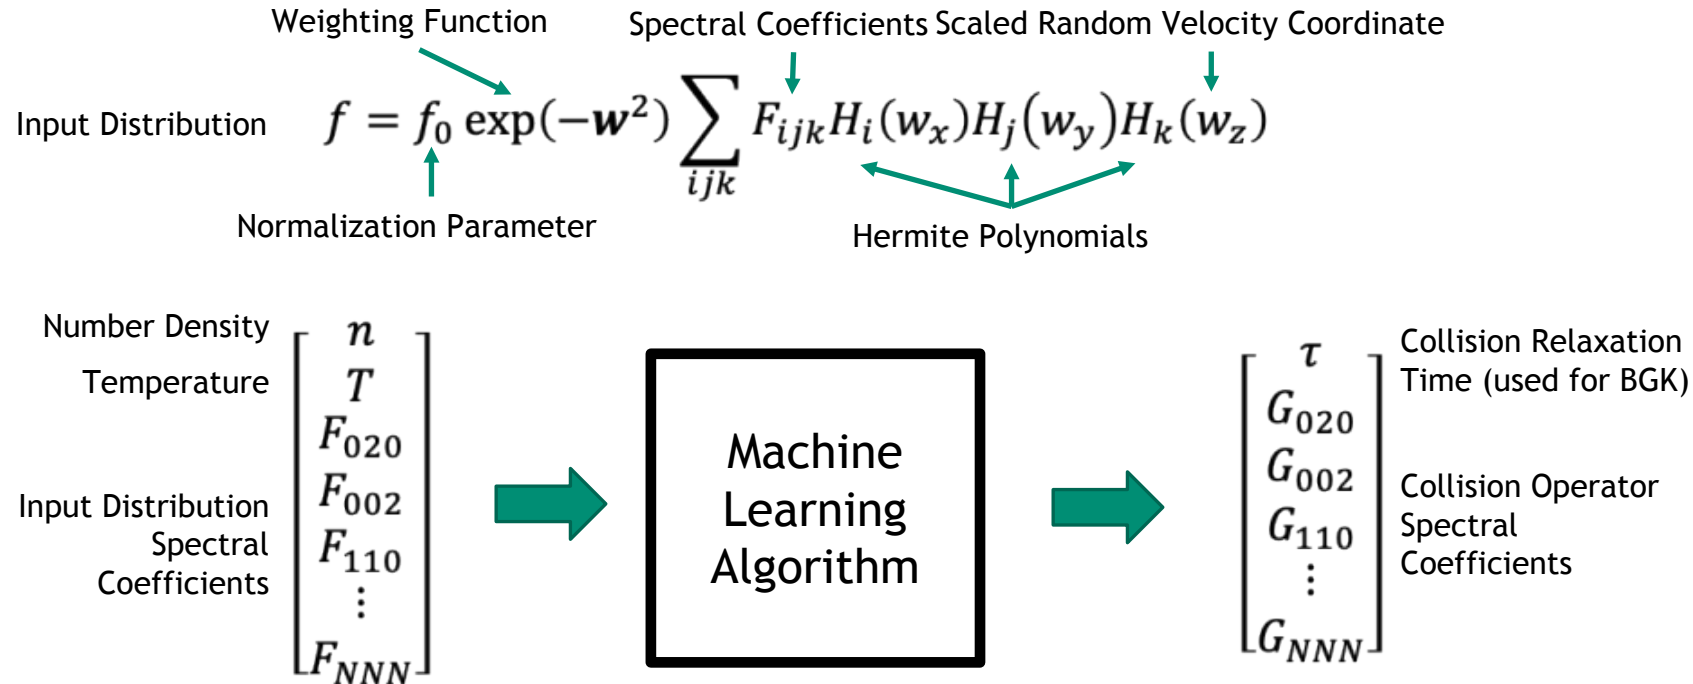 Weighting Function
Spectral Coefficients
Scaled Random Velocity Coordinate
Input Distribution
f = f₀ exp(−w²) ∑ijk FijkHi(wx)Hj(wy)Hk(wz)
Normalization Parameter
Hermite Polynomials
Number Density
Temperature
Input Distribution
Spectral
Coefficients
n
T
F₀₂₀
F₀₀₂
F₁₁₀
⋮
FNNN
Machine
Learning
Algorithm
τ
G₀₂₀
G₀₀₂
G₁₁₀
⋮
GNNN
Collision Relaxation
Time (used for BGK)
Collision Operator
Spectral
Coefficients